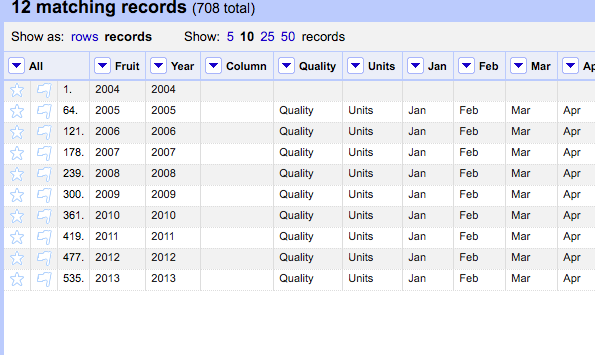 12 matching records (708 total)
Show as: rows records Show: 5 10 25 50 records
All Fruit Year Column Quality Units Jan Feb Mar Ap
1. 2004 2004
64. 2005 2005 Quality Units Jan Feb Mar Apr
121. 2006 2006 Quality Units Jan Feb Mar Apr
178. 2007 2007 Quality Units Jan Feb Mar Apr
239. 2008 2008 Quality Units Jan Feb Mar Apr
300. 2009 2009 Quality Units Jan Feb Mar Apr
361. 2010 2010 Quality Units Jan Feb Mar Apr
419. 2011 2011 Quality Units Jan Feb Mar Apr
477. 2012 2012 Quality Units Jan Feb Mar Apr
535. 2013 2013 Quality Units Jan Feb Mar Apr